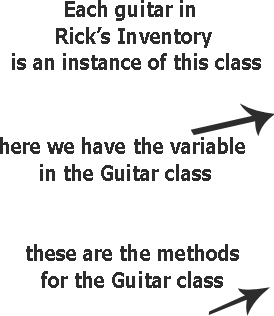 Each guitar in
Rick's Inventory
is an instance of this class
here we have the variable
in the Guitar class
these are the methods
for the Guitar class